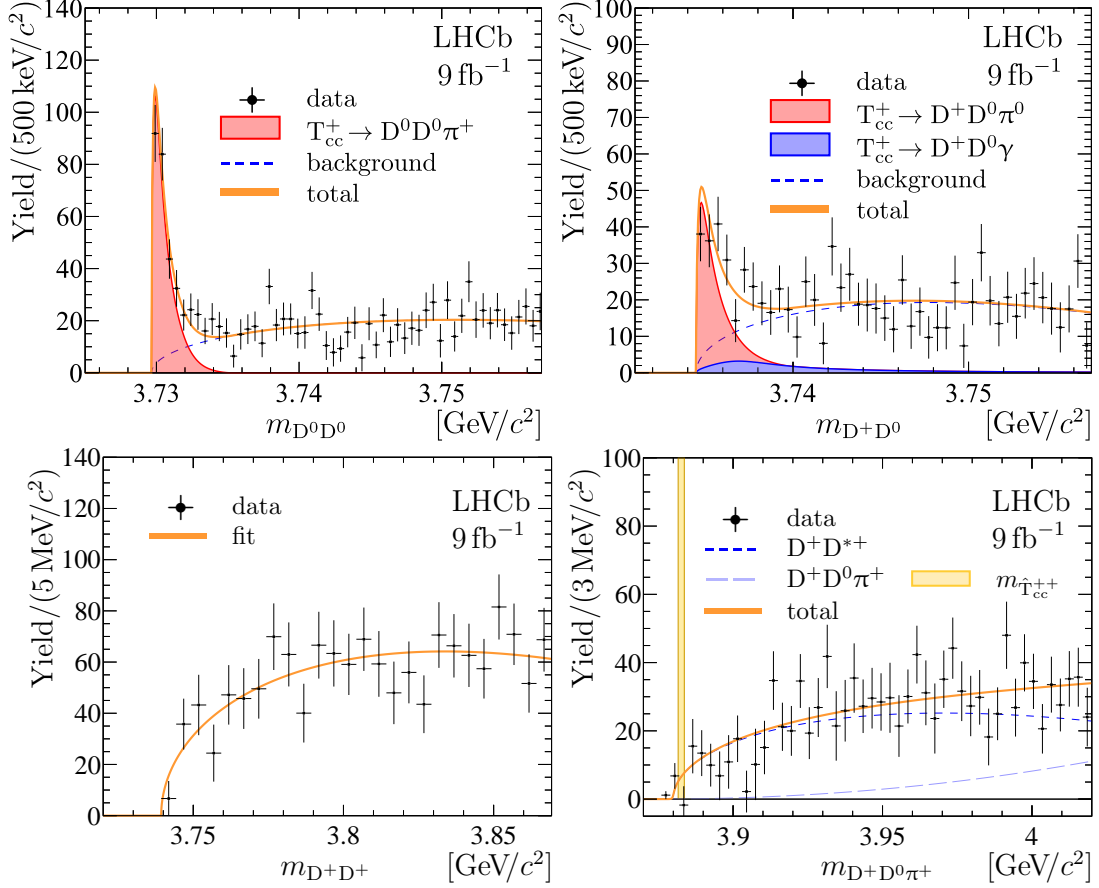 Yield/(500 keV/c²)
140
120
100
80
60
40
20
0
LHCb
9 fb⁻¹
data
T⁺cc → D⁰D⁰π⁺
background
total
3.73
3.74
3.75
m D⁰D⁰
[GeV/c²]
Yield/(500 keV/c²)
100
90
80
70
60
50
40
30
20
10
0
LHCb
9 fb⁻¹
data
T⁺cc → D⁺D⁰π⁰
T⁺cc → D⁺D⁰γ
background
total
3.74
3.75
m D⁺D⁰
[GeV/c²]
Yield/(5 MeV/c²)
140
120
100
80
60
40
20
0
LHCb
9 fb⁻¹
data
fit
3.75
3.8
3.85
m D⁺D⁺
[GeV/c²]
Yield/(3 MeV/c²)
100
80
60
40
20
0
LHCb
9 fb⁻¹
data
D⁺D*⁺
D⁺D⁰π⁺
total
m T̂⁺⁺cc
3.9
3.95
4
m D⁺D⁰π⁺
[GeV/c²]